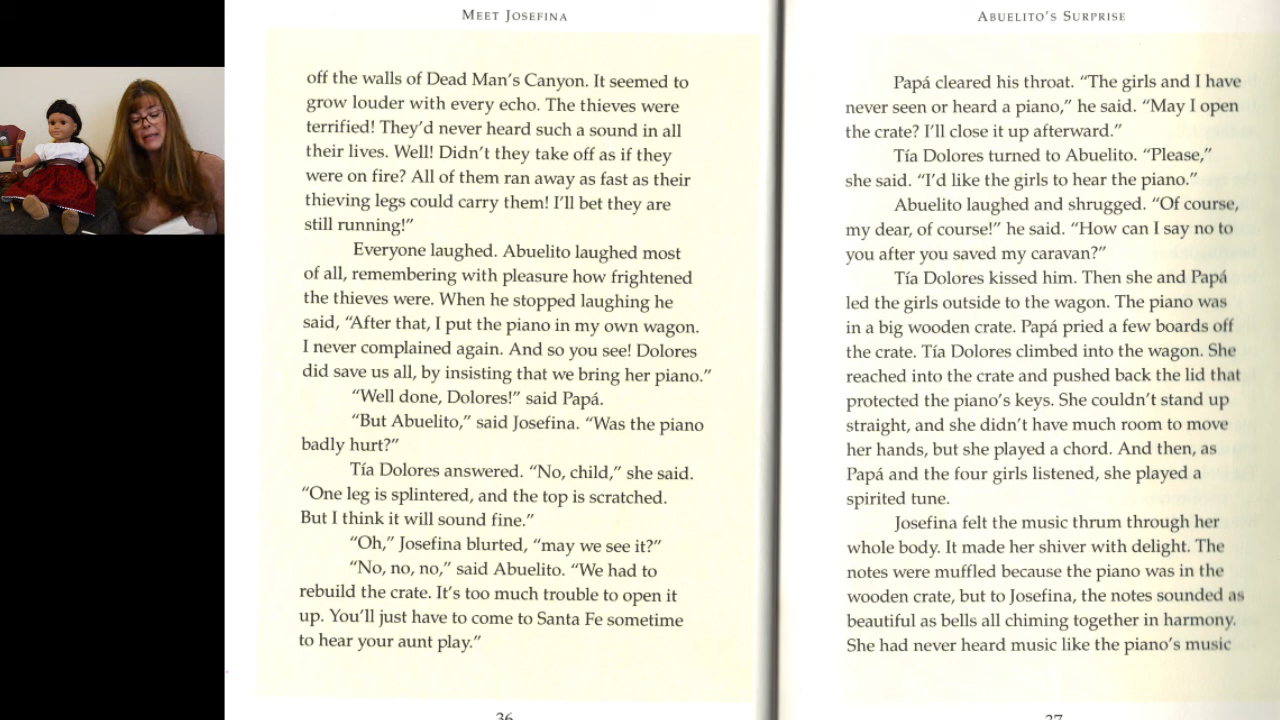 MEET JOSEFINA
off the walls of Dead Man's Canyon. It seemed to
grow louder with every echo. The thieves were
terrified! They'd never heard such a sound in all
their lives. Well! Didn't they take off as if they
were on fire? All of them ran away as fast as their
thieving legs could carry them! I'll bet they are
still running!”
Everyone laughed. Abuelito laughed most
of all, remembering with pleasure how frightened
the thieves were. When he stopped laughing he
said, “After that, I put the piano in my own wagon.
I never complained again. And so you see! Dolores
did save us all, by insisting that we bring her piano.”
“Well done, Dolores!” said Papá.
“But Abuelito,” said Josefina. “Was the piano
badly hurt?”
Tía Dolores answered. “No, child,” she said.
“One leg is splintered, and the top is scratched.
But I think it will sound fine.”
“Oh,” Josefina blurted, “may we see it?”
“No, no, no,” said Abuelito. “We had to
rebuild the crate. It's too much trouble to open it
up. You'll just have to come to Santa Fe sometime
to hear your aunt play.”
36
ABUELITO'S SURPRISE
Papá cleared his throat. “The girls and I have
never seen or heard a piano,” he said. “May I open
the crate? I'll close it up afterward.”
Tía Dolores turned to Abuelito. “Please,”
she said. “I'd like the girls to hear the piano.”
Abuelito laughed and shrugged. “Of course,
my dear, of course!” he said. “How can I say no to
you after you saved my caravan?”
Tía Dolores kissed him. Then she and Papá
led the girls outside to the wagon. The piano was
in a big wooden crate. Papá pried a few boards off
the crate. Tía Dolores climbed into the wagon. She
reached into the crate and pushed back the lid that
protected the piano's keys. She couldn't stand up
straight, and she didn't have much room to move
her hands, but she played a chord. And then, as
Papá and the four girls listened, she played a
spirited tune.
Josefina felt the music thrum through her
whole body. It made her shiver with delight. The
notes were muffled because the piano was in the
wooden crate, but to Josefina, the notes sounded as
beautiful as bells all chiming together in harmony.
She had never heard music like the piano's music
37